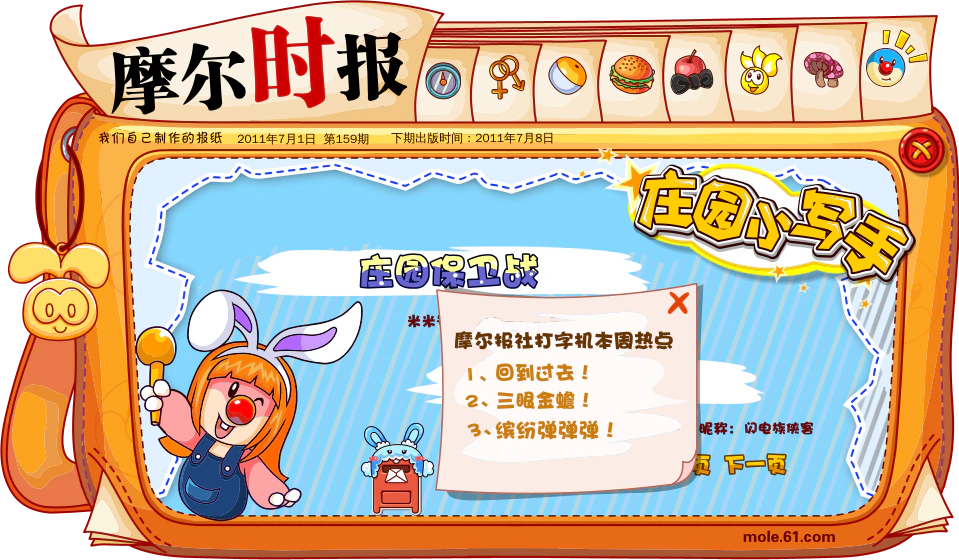 摩尔时报
我们自己制作的报纸 2011年7月1日 第159期 下期出版时间：2011年7月8日
庄园小写手
庄园保卫战
米米
摩尔报社打字机本周热点
1、回到过去！
2、三眼金蟾！
3、缤纷弹弹弹！
昵称：闪电族侠客
页 下一页
mole.61.com